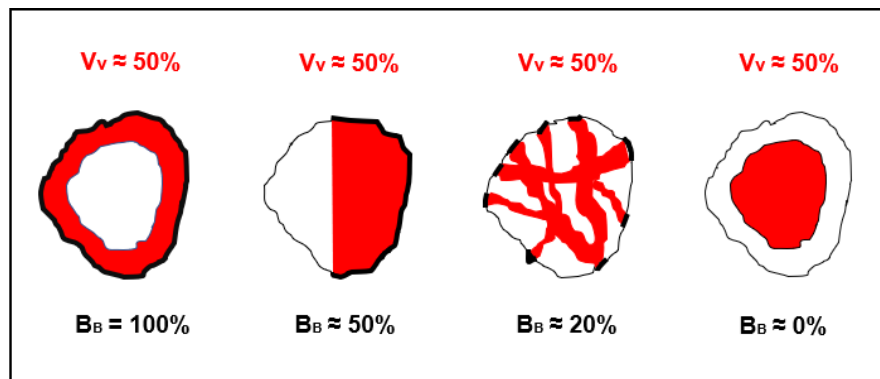 Vv ≈ 50% Vv ≈ 50% Vv ≈ 50% Vv ≈ 50%
BB = 100% BB ≈ 50% BB ≈ 20% BB ≈ 0%